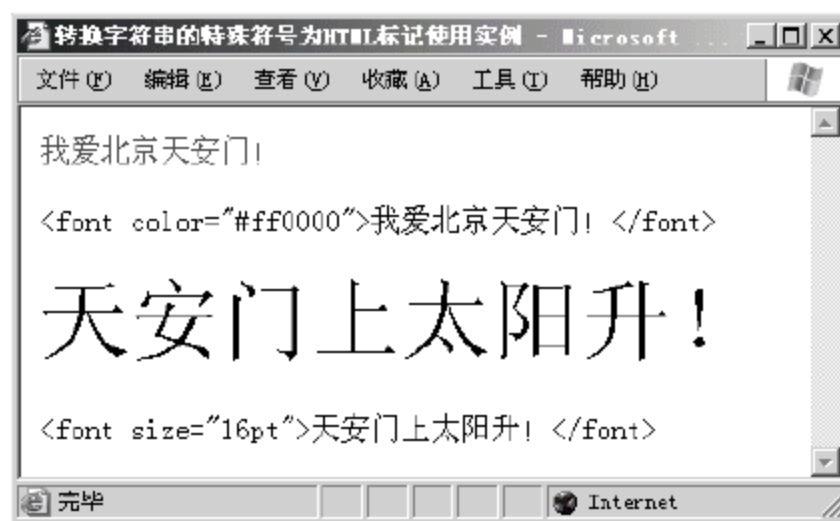 转换字符串的特殊符号为HTML标记使用实例 - Microsoft ...
文件(F) 编辑(E) 查看(V) 收藏(A) 工具(T) 帮助(H)
我爱北京天安门！
<font color="#ff0000">我爱北京天安门！</font>
天安门上太阳升！
<font size="16pt">天安门上太阳升！</font>
完毕 Internet